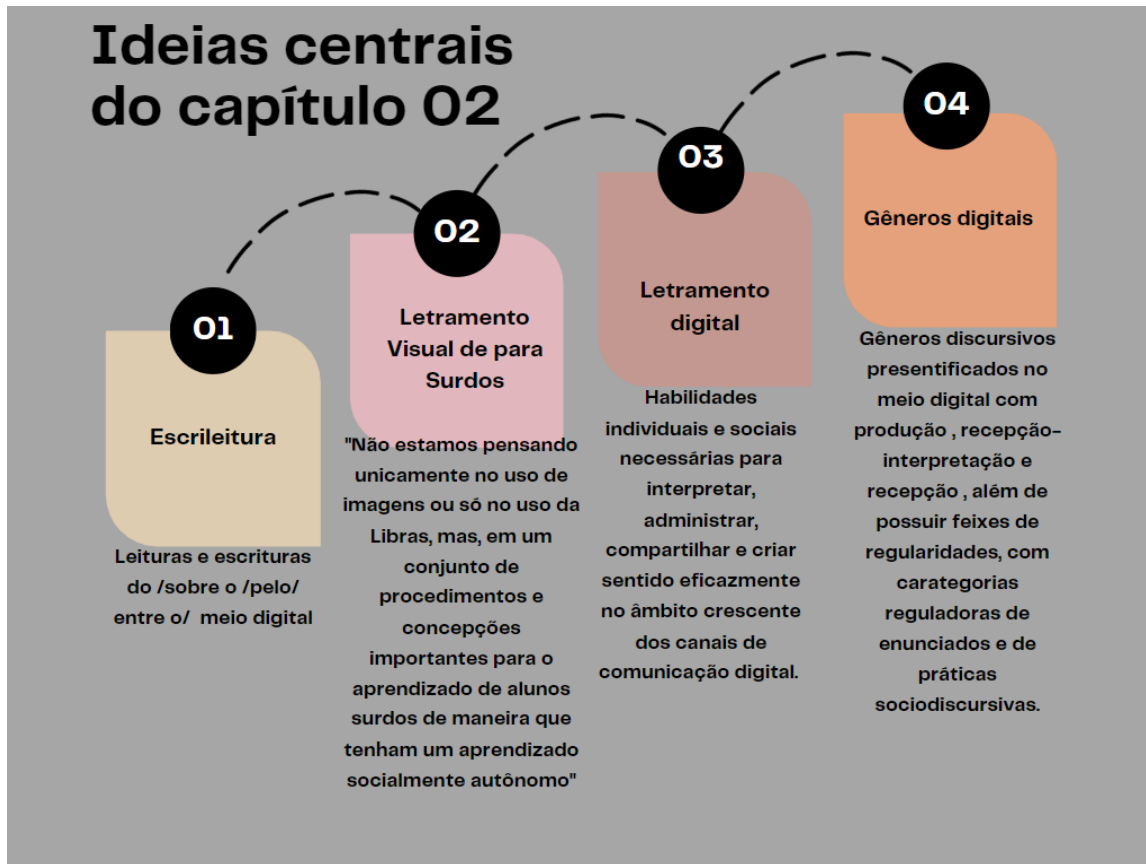 Ideias centrais
do capítulo 02
01
Escrileitura
Leituras e escrituras
do /sobre o /pelo/
entre o/ meio digital
02
Letramento
Visual de para
Surdos
"Não estamos pensando
unicamente no uso de
imagens ou só no uso da
Libras, mas, em um
conjunto de
procedimentos e
concepções
importantes para o
aprendizado de alunos
surdos de maneira que
tenham um aprendizado
socialmente autônomo"
03
Letramento
digital
Habilidades
individuais e sociais
necessárias para
interpretar,
administrar,
compartilhar e criar
sentido eficazmente
no âmbito crescente
dos canais de
comunicação digital.
04
Gêneros digitais
Gêneros discursivos
presentificados no
meio digital com
produção , recepção-
interpretação e
recepção , além de
possuir feixes de
regularidades, com
carategorias
reguladoras de
enunciados e de
práticas
sociodiscursivas.